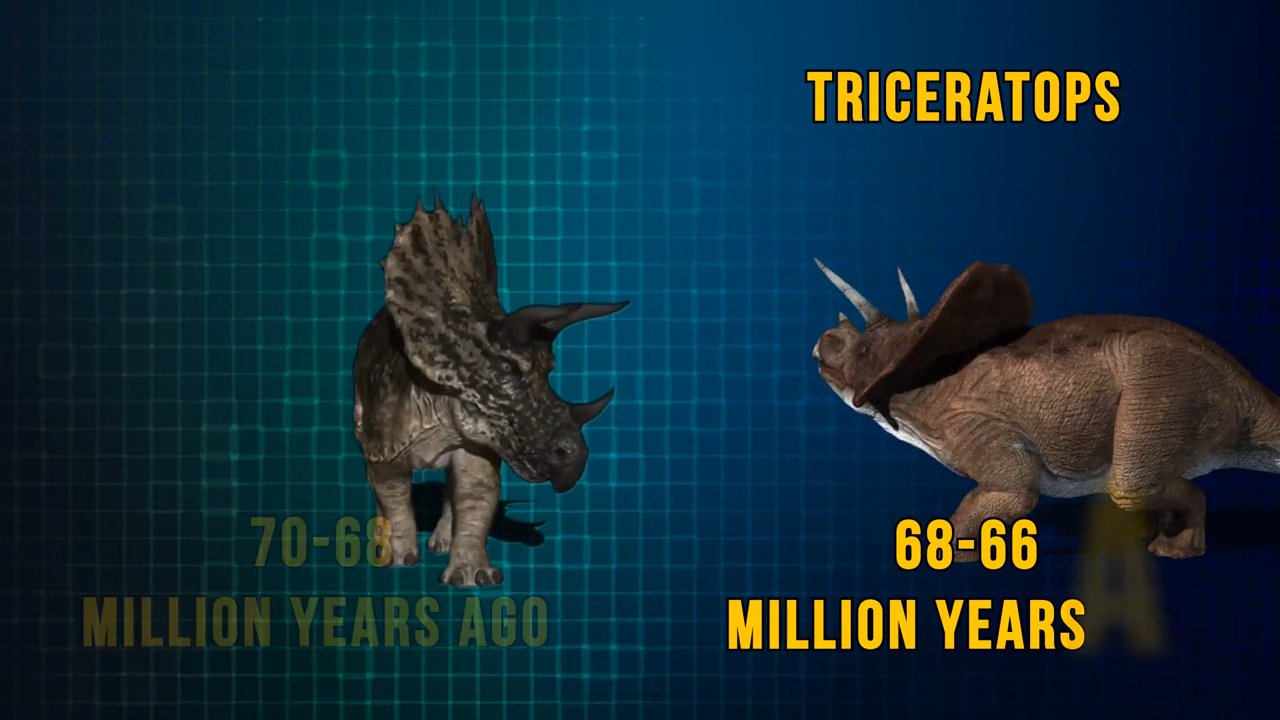 TRICERATOPS
70-68
MILLION YEARS AGO
68-66
MILLION YEARS A